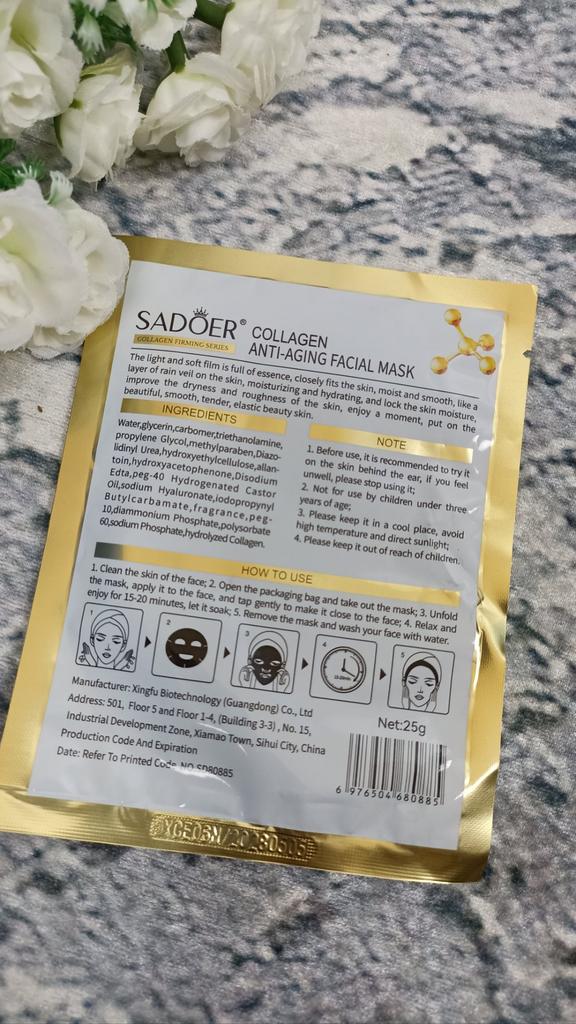 SADOER®
COLLAGEN FIRMING SERIES
COLLAGEN
ANTI-AGING FACIAL MASK
The light and soft film is full of essence, closely fits the skin, moist and smooth, like a
layer of rain veil on the skin, moisturizing and hydrating, and lock the skin moisture,
improve the dryness and roughness of the skin, enjoy a moment, put on the
beautiful, smooth, tender, elastic beauty skin.
INGREDIENTS
Water,glycerin,carbomer,triethanolamine,
propylene Glycol,methylparaben,Diazo-
lidinyl Urea,hydroxyethylcellulose,allan-
toin,hydroxyacetophenone,Disodium
Edta,peg-40 Hydrogenated Castor
Oil,sodium Hyaluronate,iodopropynyl
Butylcarbamate,fragrance,peg-
10,diammonium Phosphate,polysorbate
60,sodium Phosphate,hydrolyzed Collagen.
NOTE
1. Before use, it is recommended to try it
on the skin behind the ear, if you feel
unwell, please stop using it;
2. Not for use by children under three
years of age;
3. Please keep it in a cool place, avoid
high temperature and direct sunlight;
4. Please keep it out of reach of children.
HOW TO USE
1. Clean the skin of the face; 2. Open the packaging bag and take out the mask; 3. Unfold
the mask, apply it to the face, and tap gently to make it close to the face; 4. Relax and
enjoy for 15-20 minutes, let it soak; 5. Remove the mask and wash your face with water.
1 2 3 4 5
15-20min
Manufacturer: Xingfu Biotechnology (Guangdong) Co., Ltd
Address: 501, Floor 5 and Floor 1-4, (Building 3-3) , No. 15,
Industrial Development Zone, Xiamao Town, Sihui City, China
Production Code And Expiration
Date: Refer To Printed Code NO.SD80885
Net:25g
6 976504 680885
XCE06N/20280505